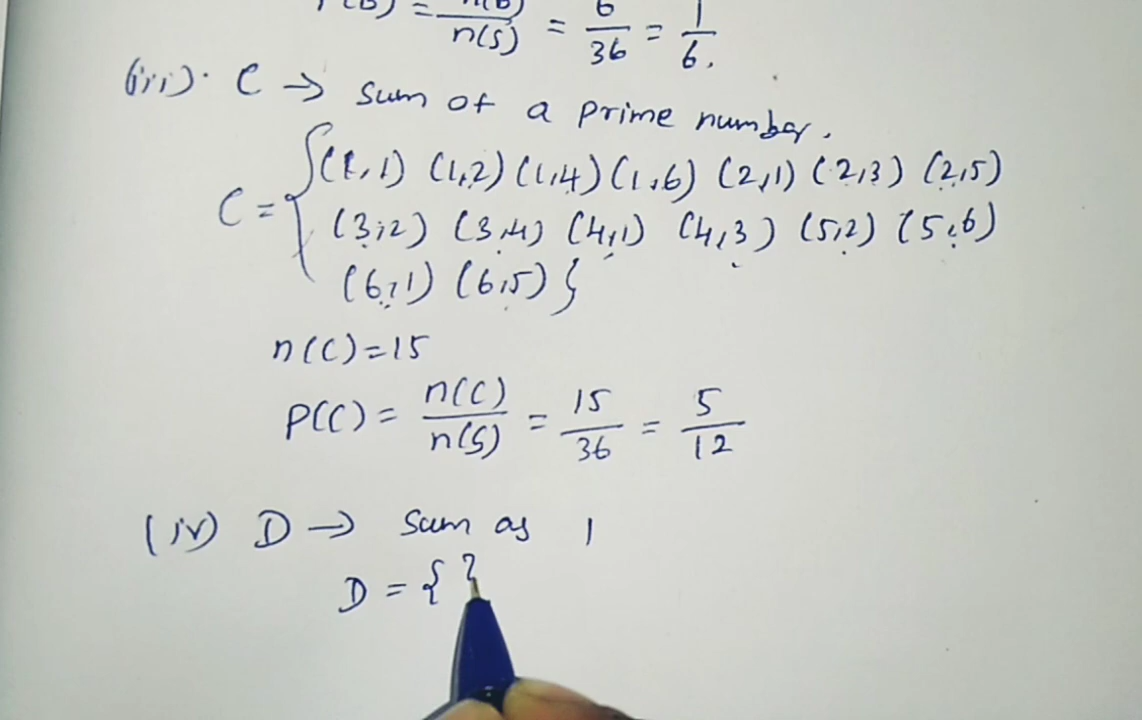 P(B) = n(B)/n(S) = 6/36 = 1/6.
(iii). C → Sum of a prime number.
C = {(1,1) (1,2) (1,4) (1,6) (2,1) (2,3) (2,5)
(3,2) (3,4) (4,1) (4,3) (5,2) (5,6)
(6,1) (6,5)}
n(C)=15
P(C) = n(C)/n(S) = 15/36 = 5/12
(iv) D → Sum as 1
D = { }